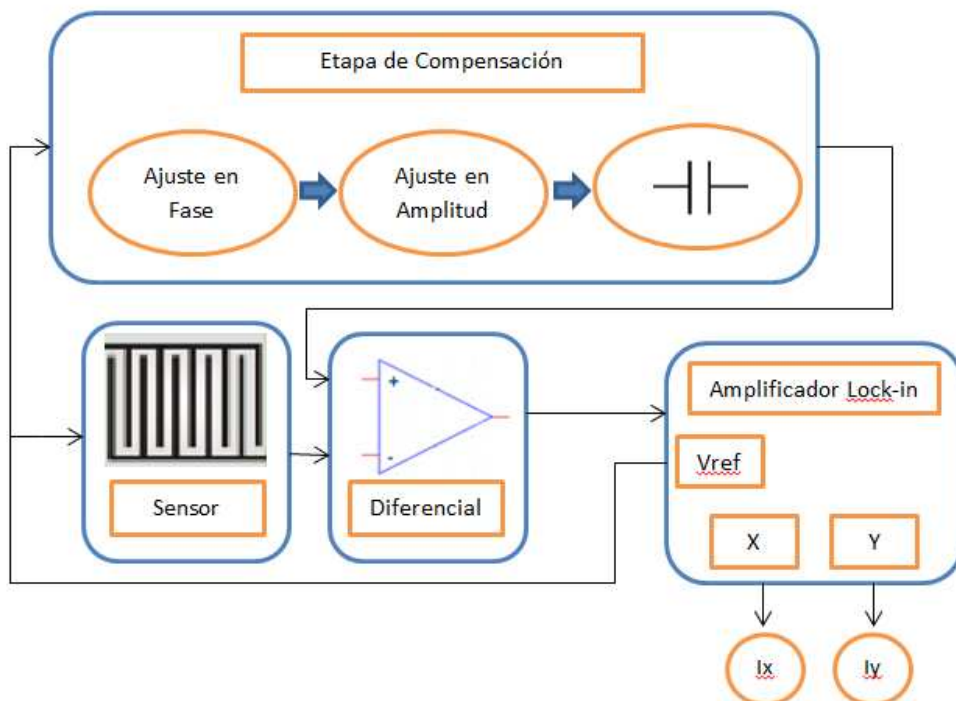 Etapa de Compensación
Ajuste en
Fase
Ajuste en
Amplitud
+
-
Sensor
Diferencial
Amplificador Lock-in
Vref
X
Y
Ix
Iy